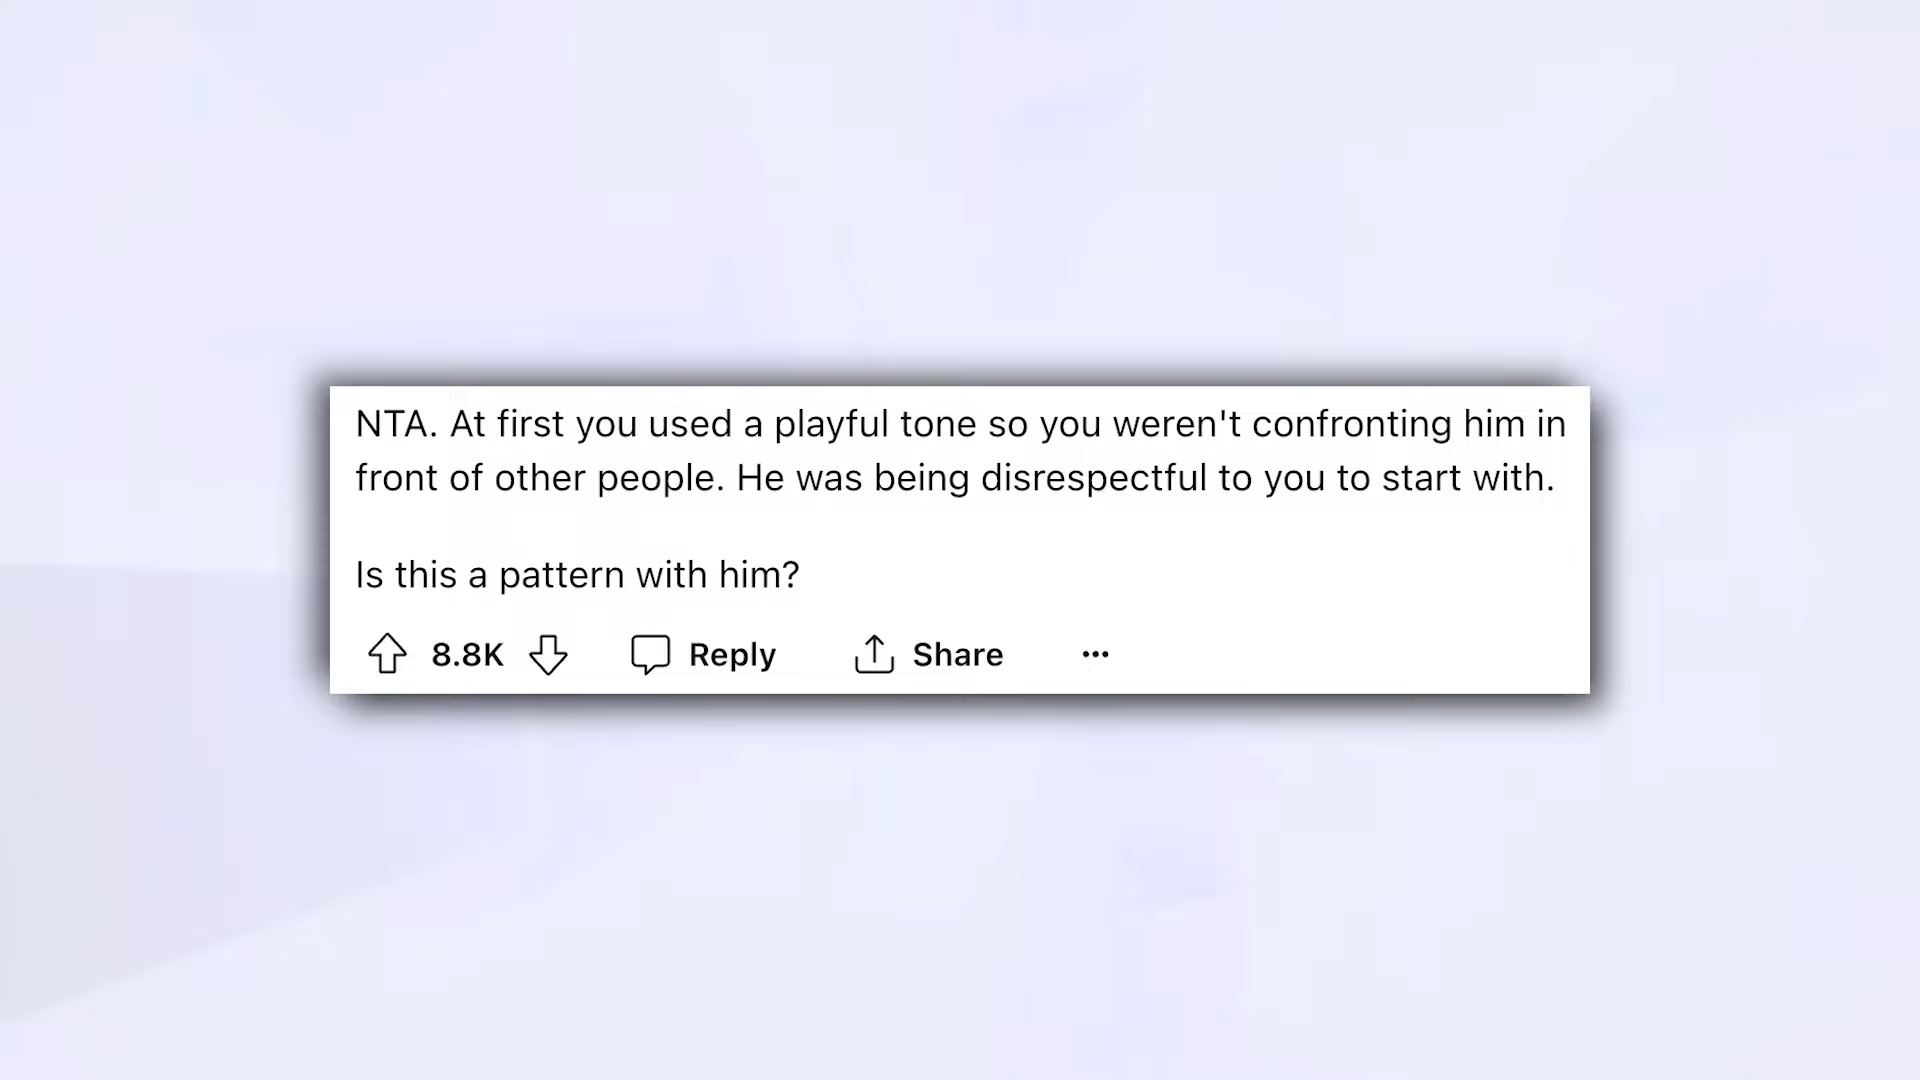 NTA. At first you used a playful tone so you weren't confronting him in
front of other people. He was being disrespectful to you to start with.
Is this a pattern with him?
8.8K Reply Share ...